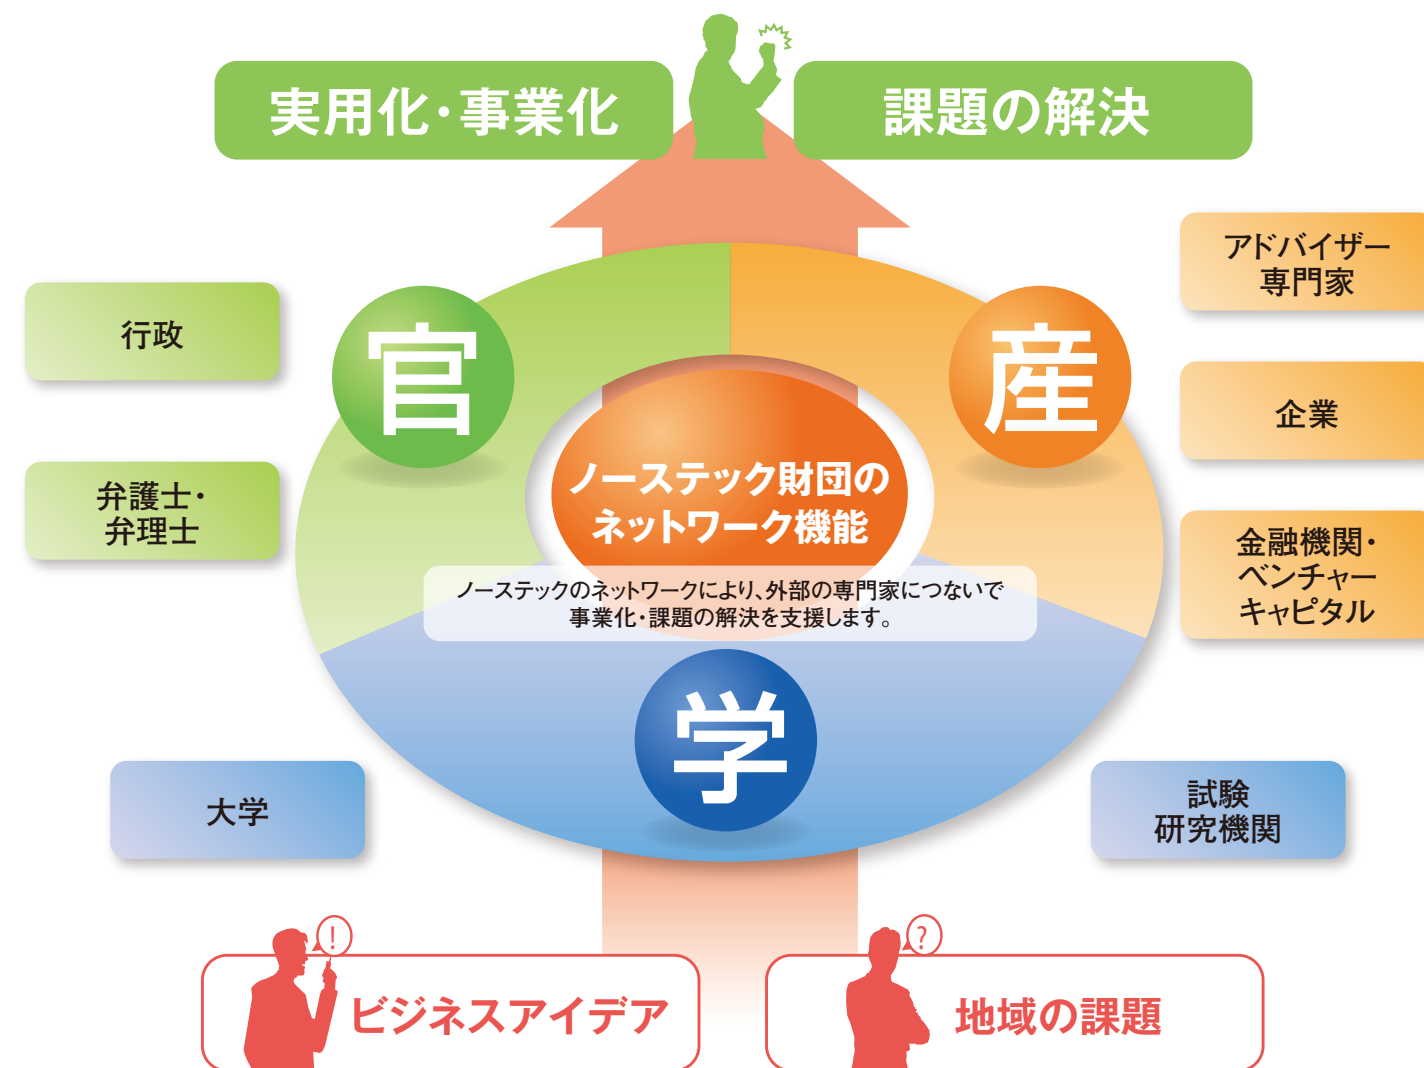 実用化・事業化
課題の解決
アドバイザー
専門家
行政
官
産
企業
弁護士・
弁理士
ノーステック財団の
ネットワーク機能
金融機関・
ベンチャー
キャピタル
ノーステックのネットワークにより、外部の専門家につないで
事業化・課題の解決を支援します。
学
大学
試験
研究機関
!
?
ビジネスアイデア
地域の課題